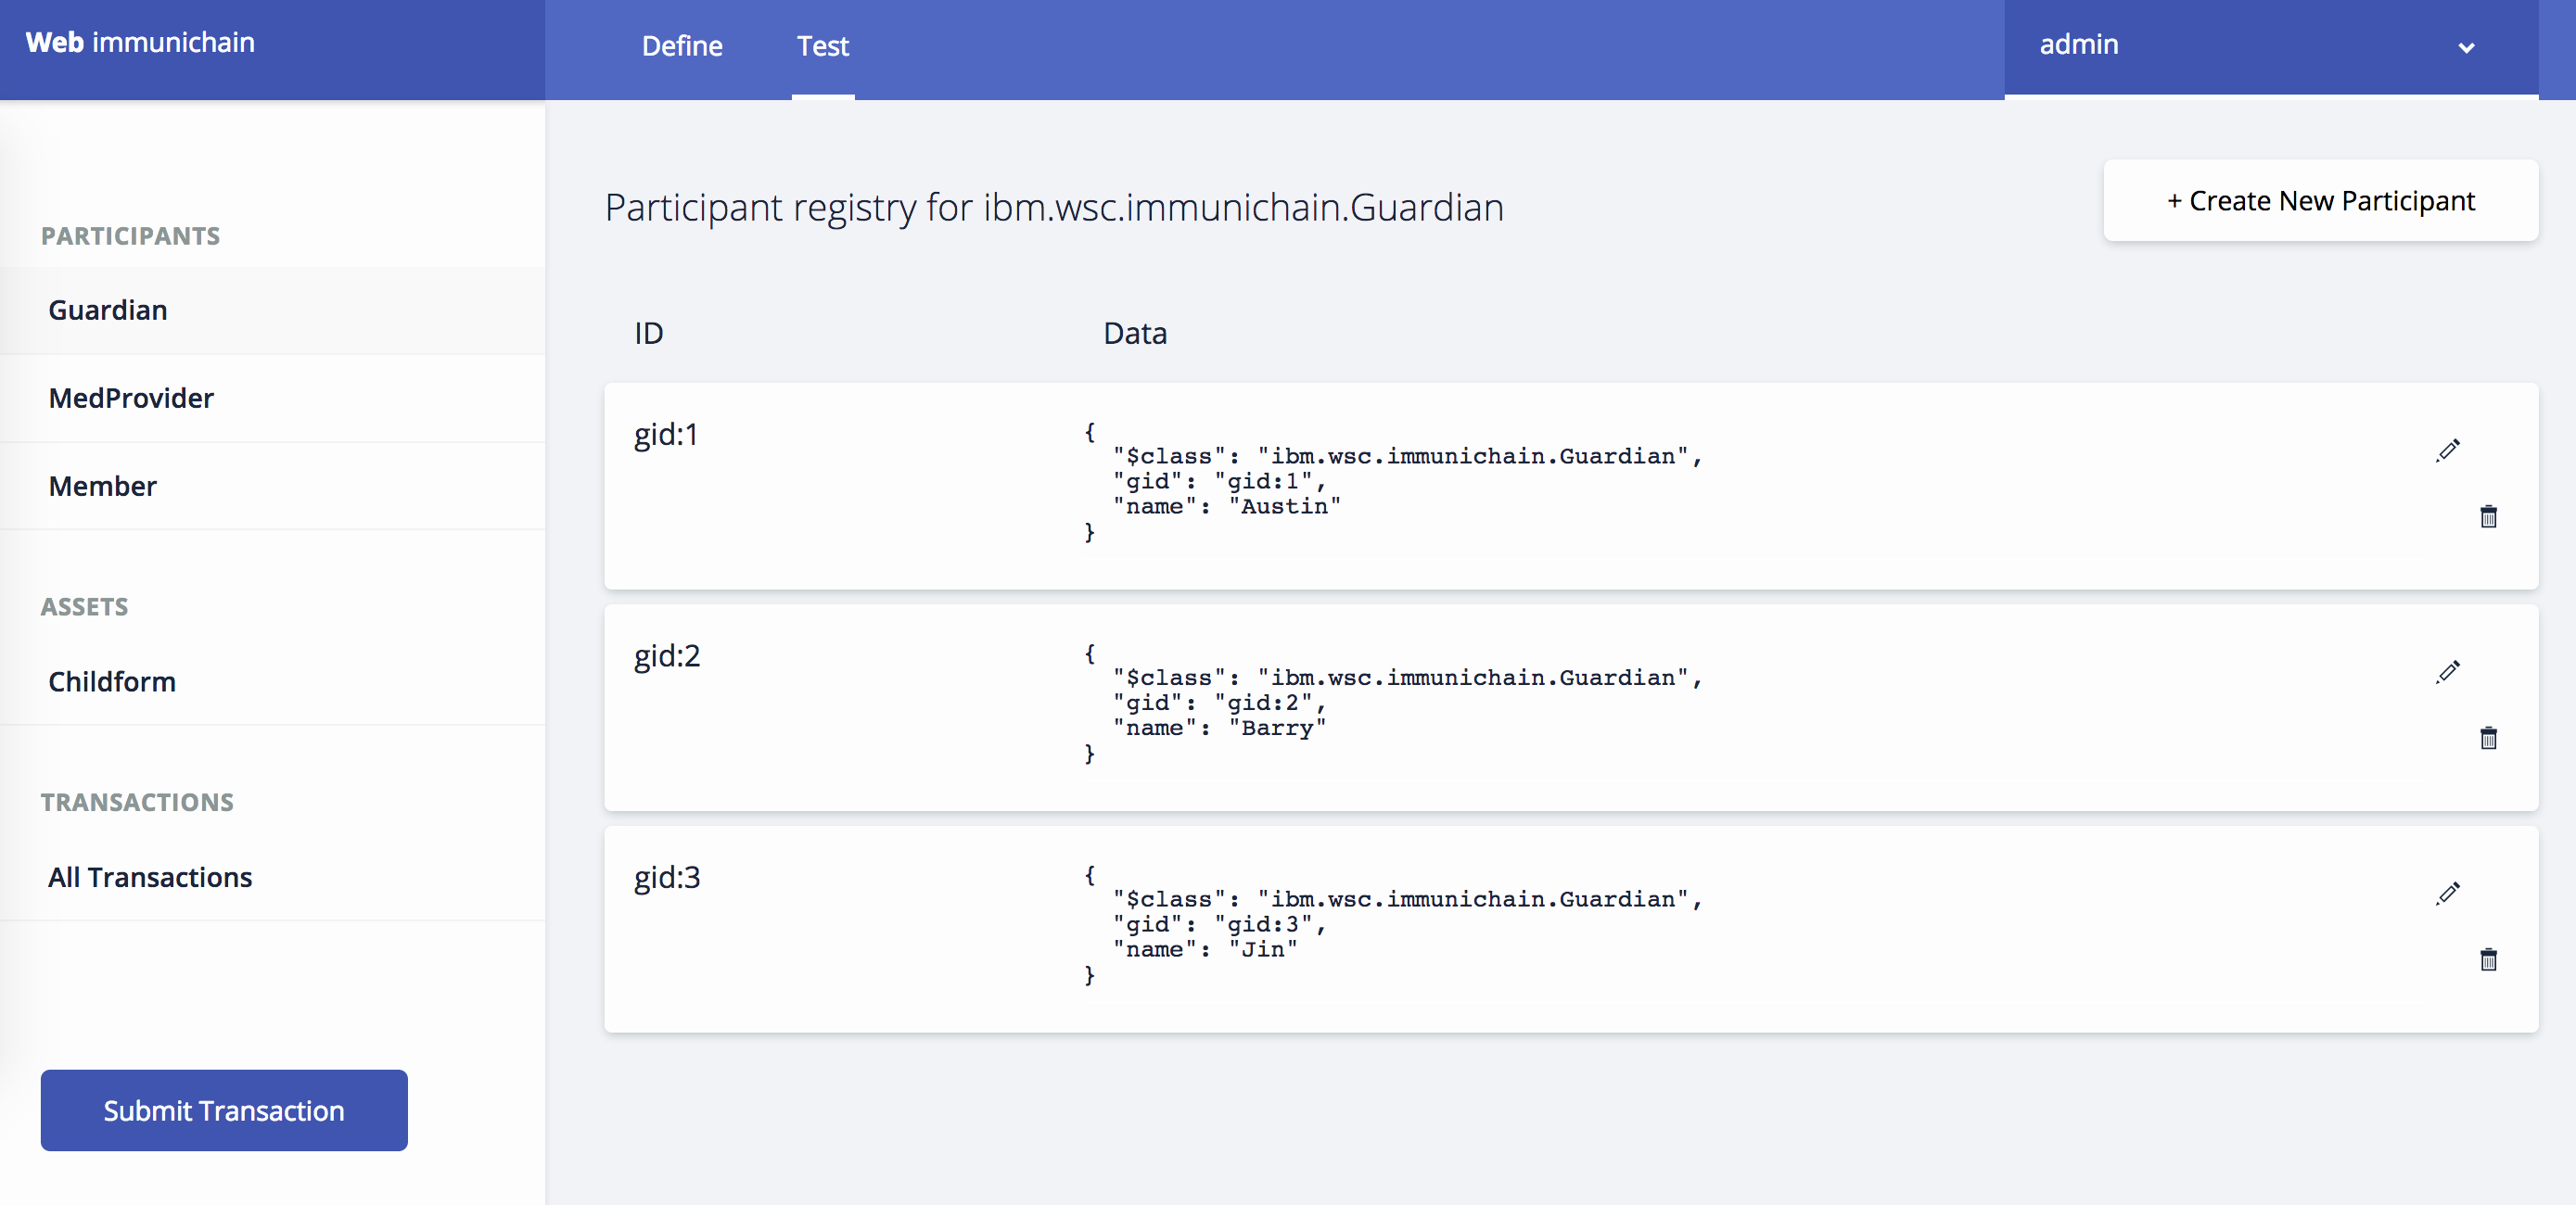 Web immunichain
Define
Test
admin
PARTICIPANTS
Guardian
MedProvider
Member
ASSETS
Childform
TRANSACTIONS
All Transactions
Submit Transaction
Participant registry for ibm.wsc.immunichain.Guardian
+ Create New Participant
ID
Data
gid:1
{
"$class": "ibm.wsc.immunichain.Guardian",
"gid": "gid:1",
"name": "Austin"
}
gid:2
{
"$class": "ibm.wsc.immunichain.Guardian",
"gid": "gid:2",
"name": "Barry"
}
gid:3
{
"$class": "ibm.wsc.immunichain.Guardian",
"gid": "gid:3",
"name": "Jin"
}